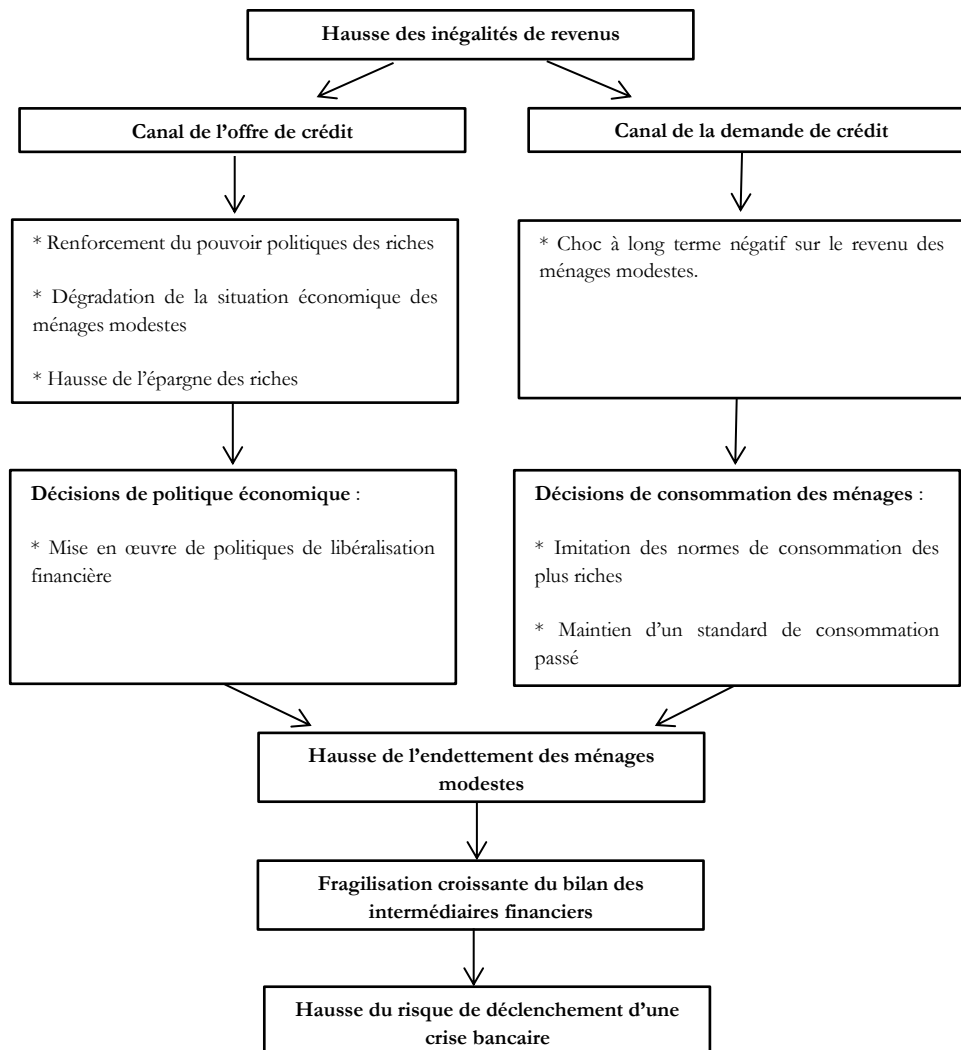 Hausse des inégalités de revenus
Canal de l'offre de crédit
Canal de la demande de crédit
* Renforcement du pouvoir politiques des riches
* Dégradation de la situation économique des
ménages modestes
* Hausse de l'épargne des riches
* Choc à long terme négatif sur le revenu des
ménages modestes.
Décisions de politique économique :
* Mise en œuvre de politiques de libéralisation
financière
Décisions de consommation des ménages :
* Imitation des normes de consommation des
plus riches
* Maintien d'un standard de consommation
passé
Hausse de l'endettement des ménages
modestes
Fragilisation croissante du bilan des
intermédiaires financiers
Hausse du risque de déclenchement d'une
crise bancaire